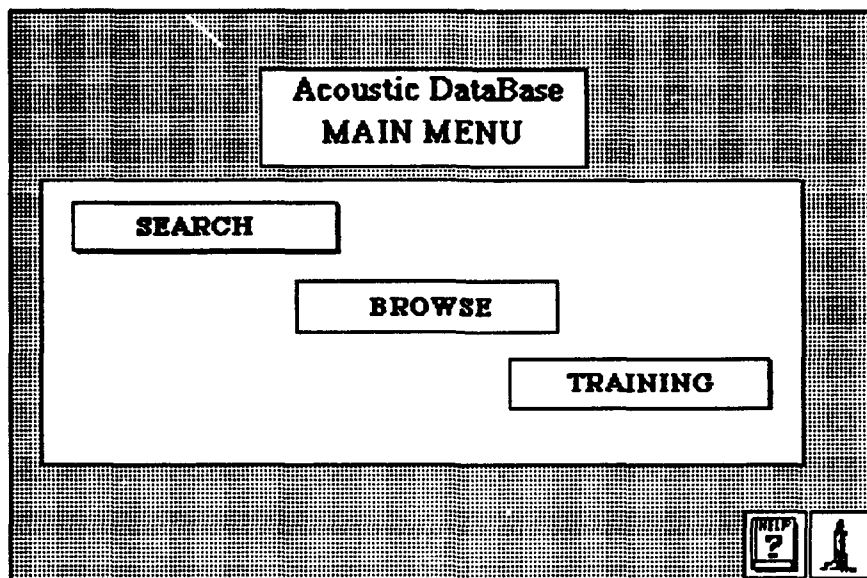 Acoustic DataBase
MAIN MENU
SEARCH
BROWSE
TRAINING
HELP
?